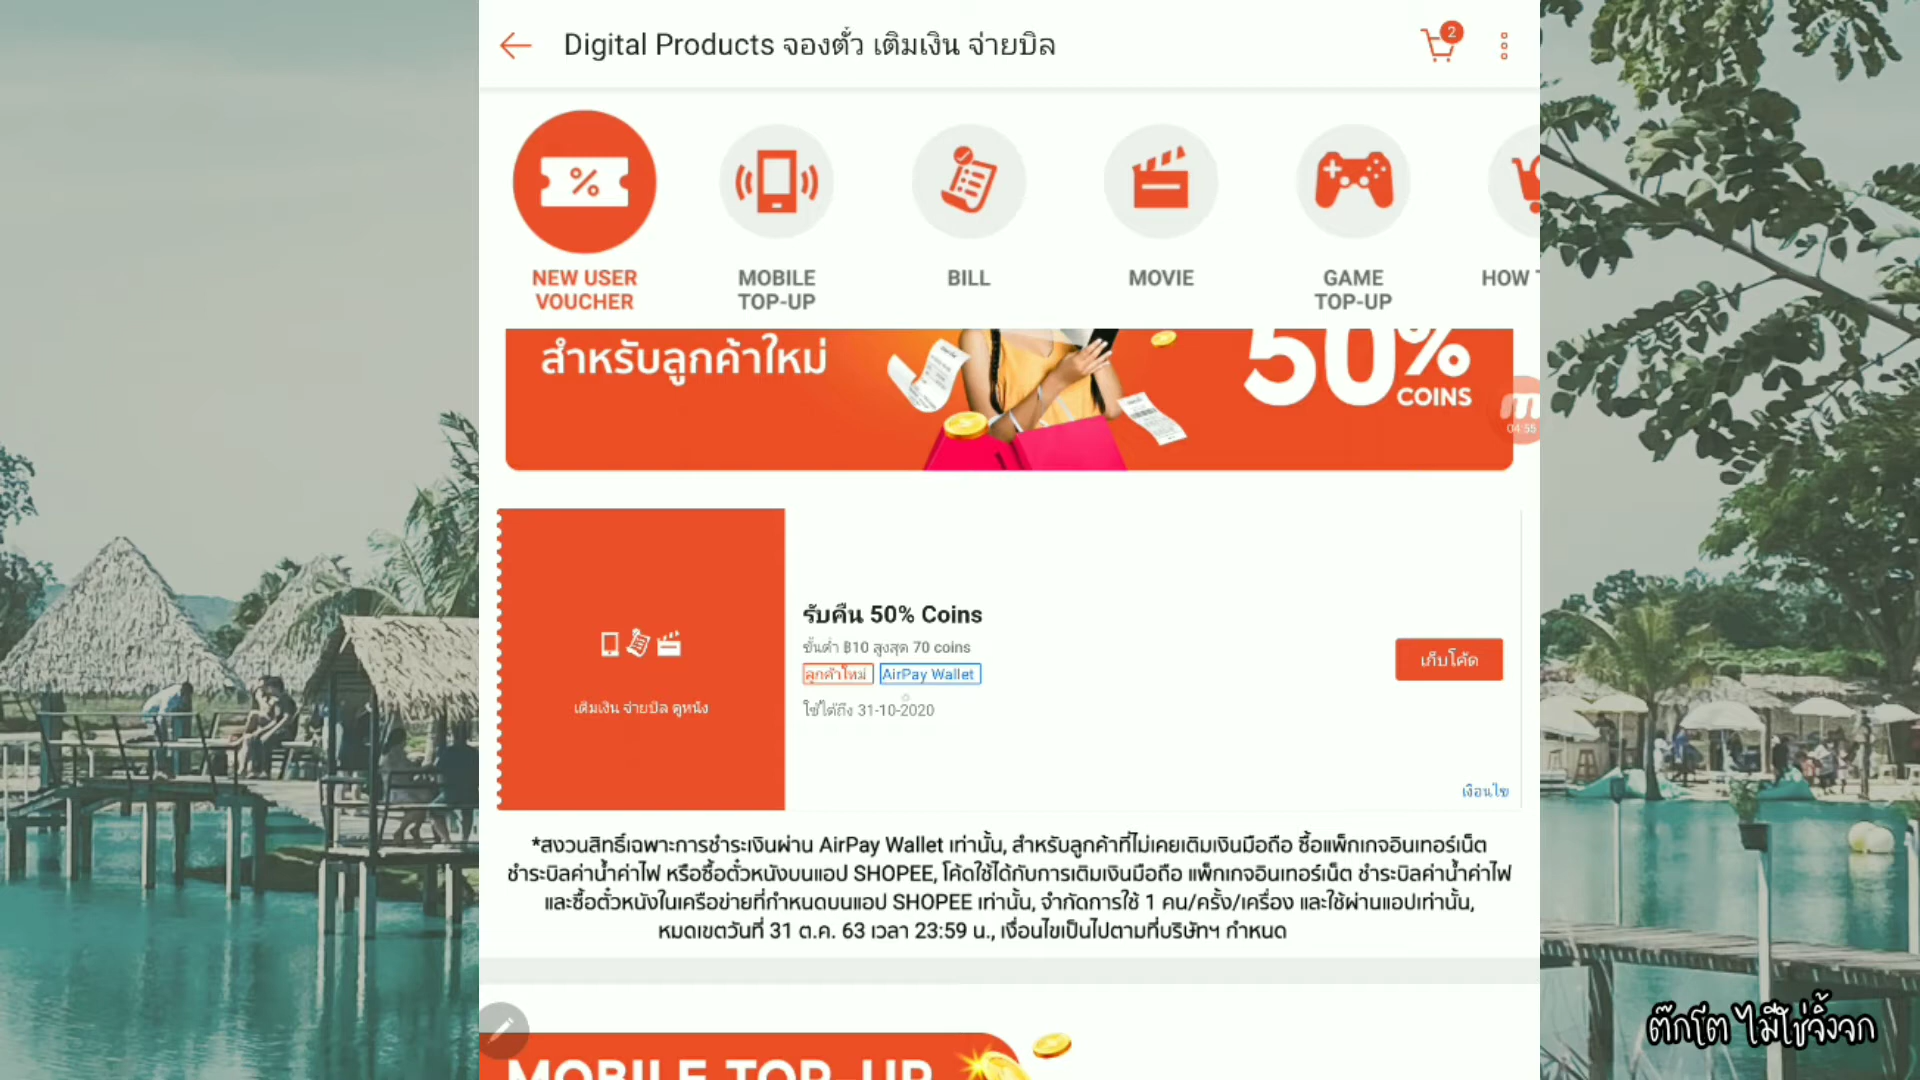 Digital Products จองตั๋ว เติมเงิน จ่ายบิล
2
NEW USER
VOUCHER
MOBILE
TOP-UP
BILL
MOVIE
GAME
TOP-UP
HOW
สำหรับลูกค้าใหม่
50%
COINS
04:55
รับคืน 50% Coins
ขั้นต่ำ ฿10 สูงสุด 70 coins
ลูกค้าใหม่ AirPay Wallet
ใช้ได้ถึง 31-10-2020
เติมเงิน จ่ายบิล ดูหนัง
เก็บโค้ด
เงื่อนไข
*สงวนสิทธิ์เฉพาะการชำระเงินผ่าน AirPay Wallet เท่านั้น, สำหรับลูกค้าที่ไม่เคยเติมเงินมือถือ ซื้อแพ็กเกจอินเทอร์เน็ต
ชำระบิลค่าน้ำค่าไฟ หรือซื้อตั๋วหนังบนแอป SHOPEE, โค้ดใช้ได้กับการเติมเงินมือถือ แพ็กเกจอินเทอร์เน็ต ชำระบิลค่าน้ำค่าไฟ
และซื้อตั๋วหนังในเครือข่ายที่กำหนดบนแอป SHOPEE เท่านั้น, จำกัดการใช้ 1 คน/ครั้ง/เครื่อง และใช้ผ่านแอปเท่านั้น,
หมดเขตวันที่ 31 ต.ค. 63 เวลา 23:59 น., เงื่อนไขเป็นไปตามที่บริษัทฯ กำหนด
MOBILE TOP-UP
ต๊กโต ไม่ใช่จิ้งจก